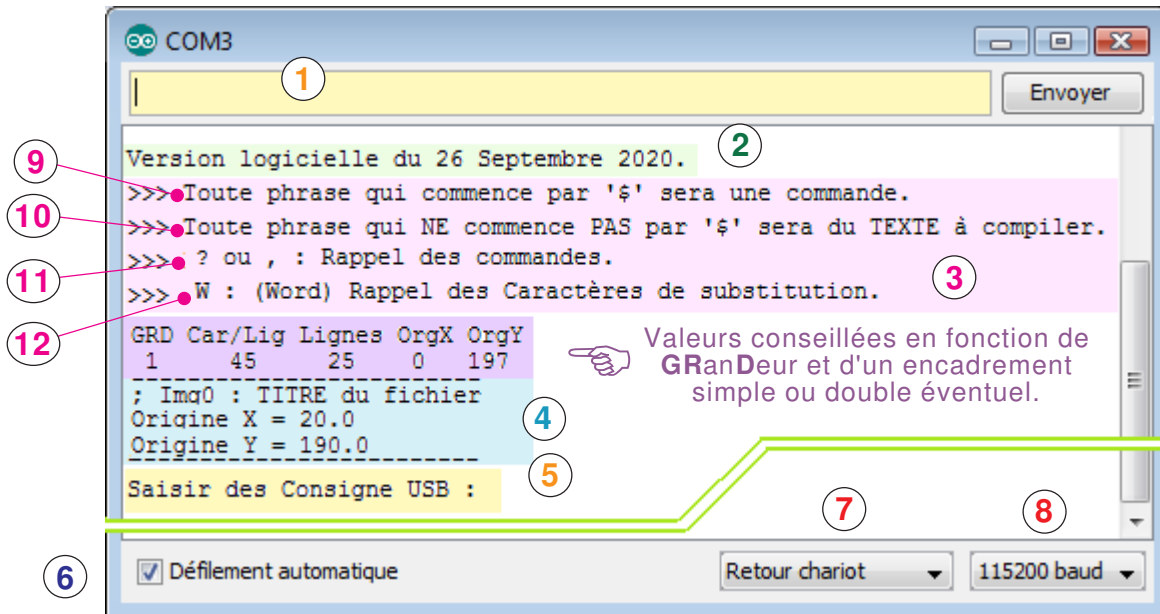 COM3
1
Envoyer
2
Version logicielle du 26 Septembre 2020.
9
>>> Toute phrase qui commence par '$' sera une commande.
10
>>> Toute phrase qui NE commence PAS par '$' sera du TEXTE à compiler.
11
>>> ? ou , : Rappel des commandes.
3
>>> W : (Word) Rappel des Caractères de substitution.
12
GRD Car/Lig Lignes OrgX OrgY
1 45 25 0 197
Valeurs conseillées en fonction de
GRanDeur et d'un encadrement
simple ou double éventuel.
-------------------------
; Img0 : TITRE du fichier
Origine X = 20.0
4
Origine Y = 190.0
-------------------------
5
Saisir des Consigne USB :
7
8
6
Défilement automatique
Retour chariot
115200 baud